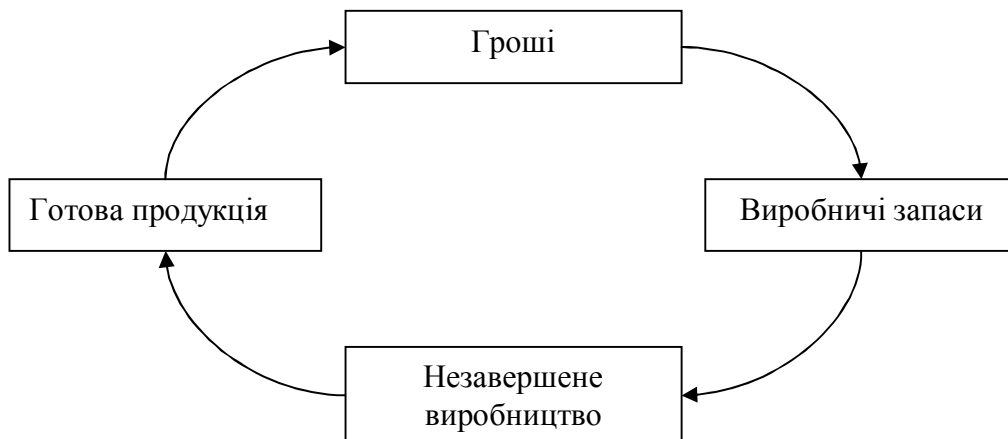 Гроші
Готова продукція
Виробничі запаси
Незавершене
виробництво